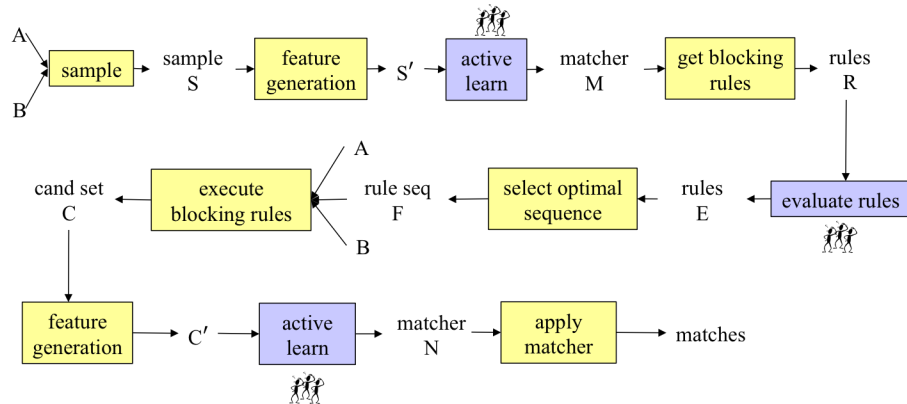 A
B
sample
sample
S
feature
generation
S′
active
learn
matcher
M
get blocking
rules
rules
R
evaluate rules
rules
E
select optimal
sequence
rule seq
F
A
B
execute
blocking rules
cand set
C
feature
generation
C′
active
learn
matcher
N
apply
matcher
matches